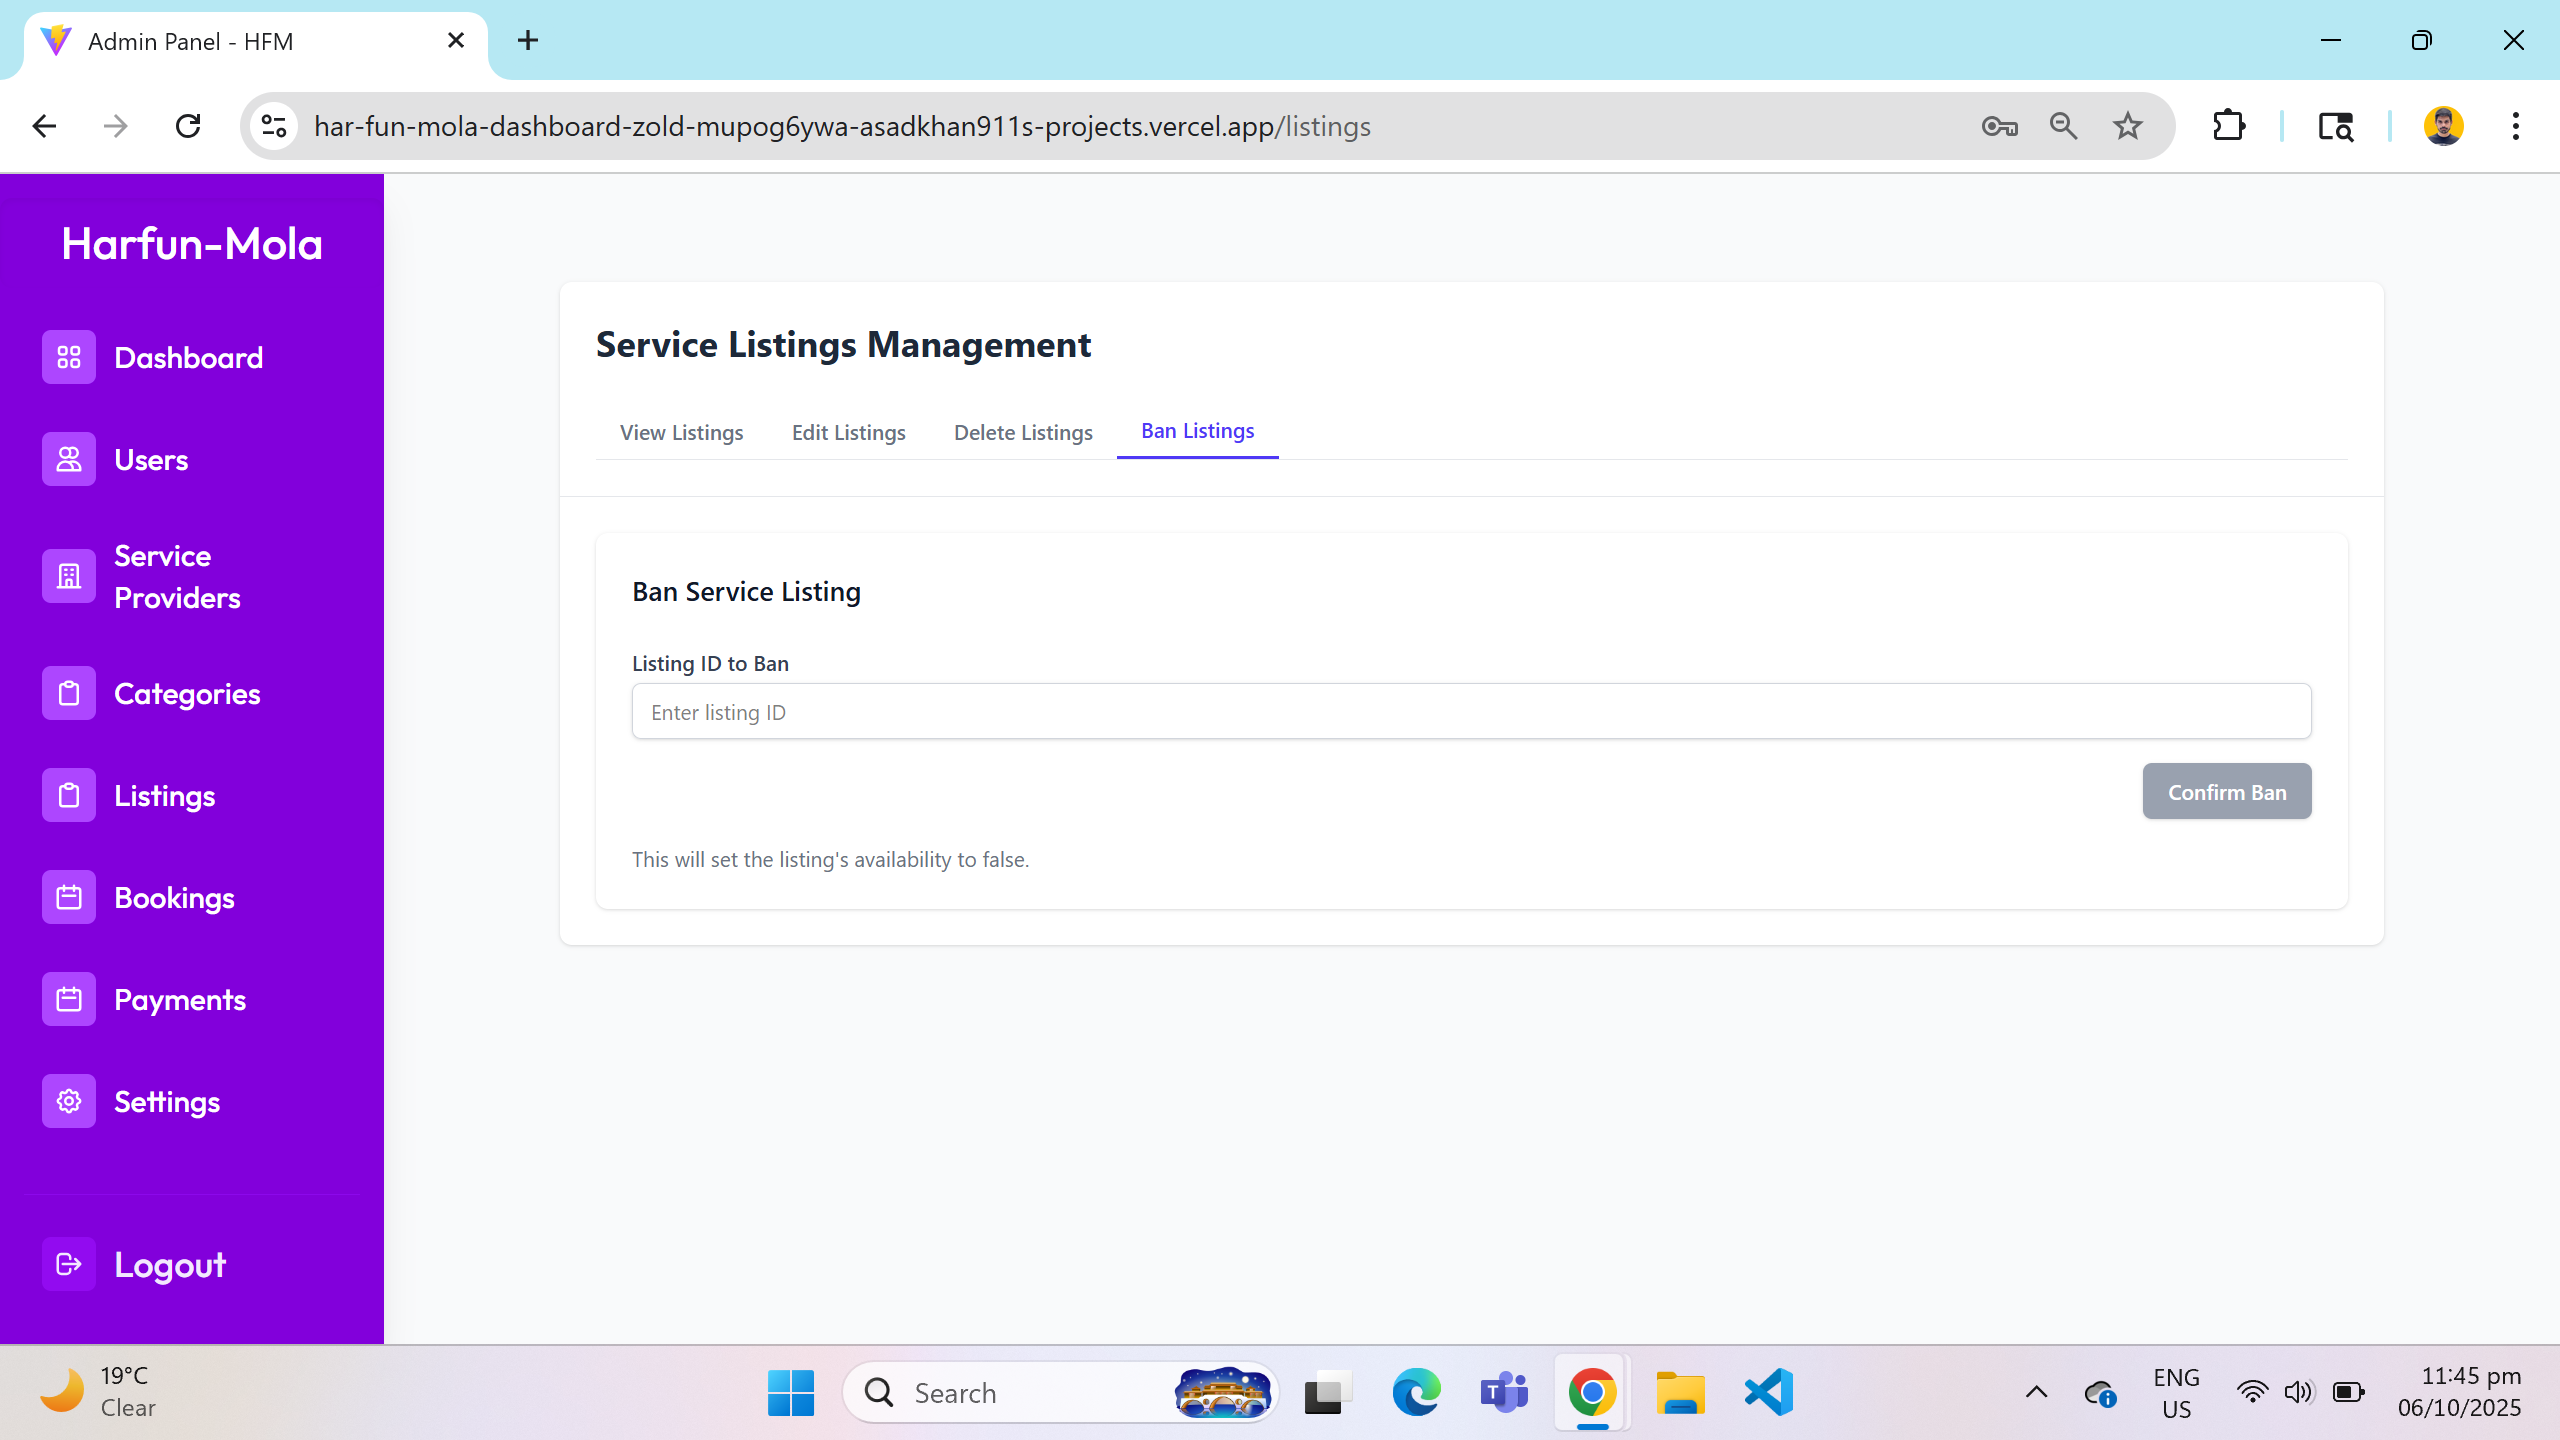 Admin Panel - HFM
har-fun-mola-dashboard-zold-mupog6ywa-asadkhan911s-projects.vercel.app/listings
Harfun-Mola
Dashboard
Users
Service
Providers
Categories
Listings
Bookings
Payments
Settings
Logout
Service Listings Management
View Listings Edit Listings Delete Listings Ban Listings
Ban Service Listing
Listing ID to Ban
Enter listing ID
Confirm Ban
This will set the listing's availability to false.
19°C
Clear
Search
T
ENG
US
11:45 pm
06/10/2025